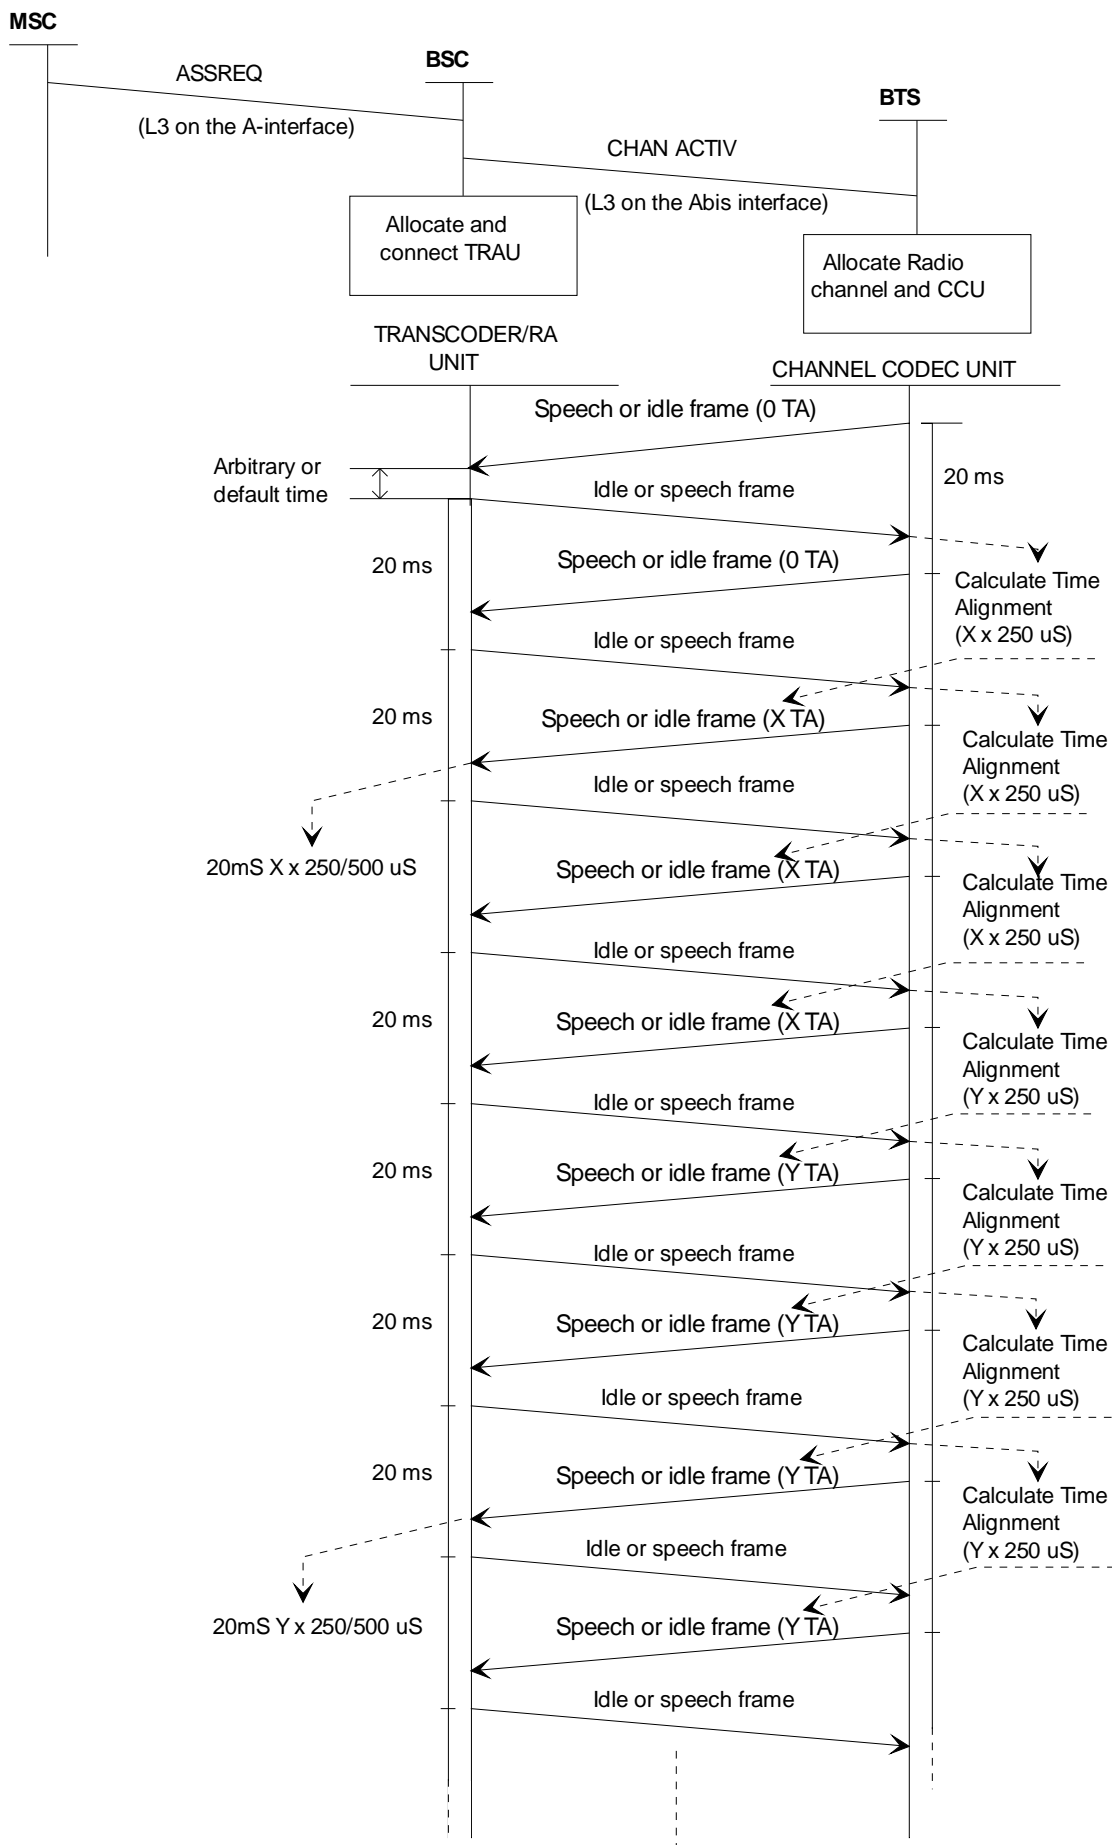 MSC
BSC
ASSREQ
BTS
(L3 on the A-interface)
CHAN ACTIV
(L3 on the Abis interface)
Allocate and
connect TRAU
Allocate Radio
channel and CCU
TRANSCODER/RA
UNIT
CHANNEL CODEC UNIT
Speech or idle frame (0 TA)
Arbitrary or
default time
20 ms
Idle or speech frame
20 ms
Speech or idle frame (0 TA)
Calculate Time
Alignment
(X x 250 uS)
Idle or speech frame
20 ms
Speech or idle frame (X TA)
Calculate Time
Alignment
(X x 250 uS)
Idle or speech frame
20mS X x 250/500 uS
Speech or idle frame (X TA)
Calculate Time
Alignment
(X x 250 uS)
Idle or speech frame
20 ms
Speech or idle frame (X TA)
Calculate Time
Alignment
(Y x 250 uS)
Idle or speech frame
20 ms
Speech or idle frame (Y TA)
Calculate Time
Alignment
(Y x 250 uS)
Idle or speech frame
20 ms
Speech or idle frame (Y TA)
Calculate Time
Alignment
(Y x 250 uS)
Idle or speech frame
20 ms
Speech or idle frame (Y TA)
Calculate Time
Alignment
(Y x 250 uS)
Idle or speech frame
20mS Y x 250/500 uS
Speech or idle frame (Y TA)
Idle or speech frame